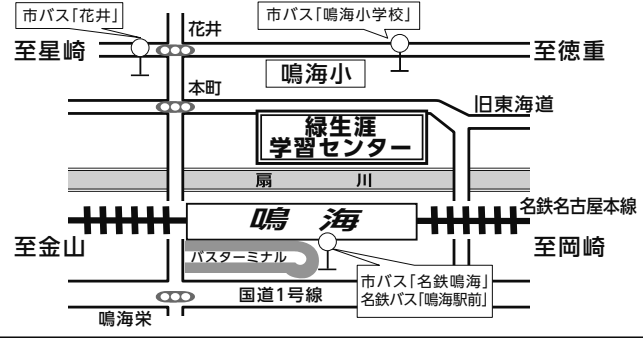 市バス「花井」
花井
市バス「鳴海小学校」
至星崎
至徳重
鳴海小
本町
旧東海道
緑生涯
学習センター
扇 川
鳴 海
名鉄名古屋本線
至金山
至岡崎
バスターミナル
市バス「名鉄鳴海」
名鉄バス「鳴海駅前」
国道1号線
鳴海栄